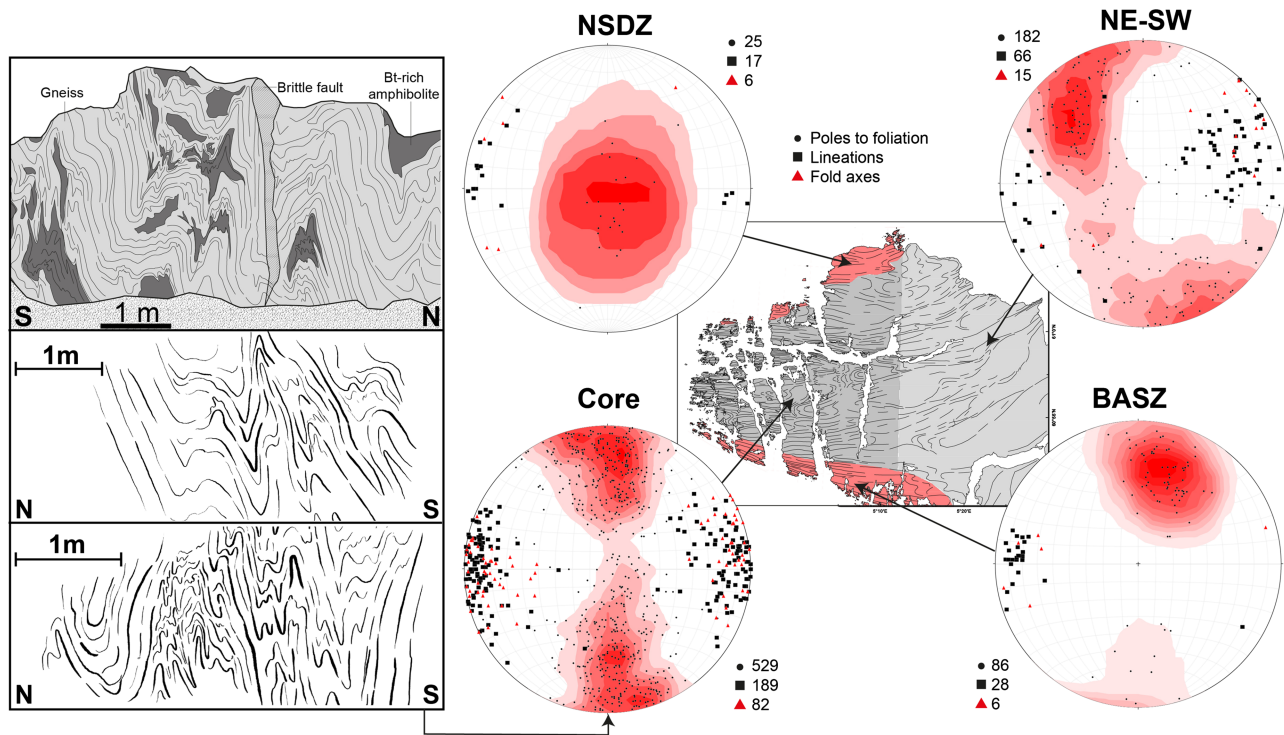 Gneiss
Brittle fault
Bt-rich
amphibolite
S
1 m
N
1m
N
S
1m
N
S
NSDZ
25
17
6
NE-SW
182
66
15
Poles to foliation
Lineations
Fold axes
Core
529
189
82
BASZ
86
28
6
5°10'E
5°20'E